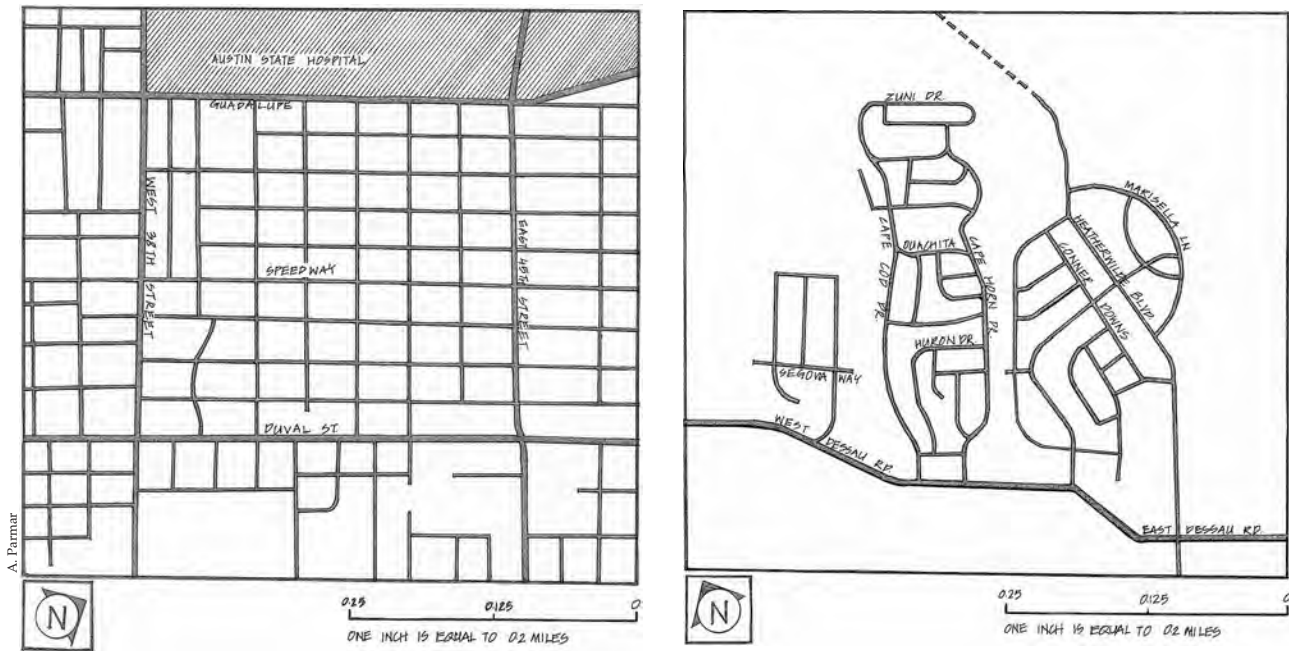 AUSTIN STATE HOSPITAL
GUADALUPE
WEST 38TH STREET
SPEEDWAY
EAST 45TH STREET
DUVAL ST.
A. Parmar
N
0.25 0.125 0
ONE INCH IS EQUAL TO 0.2 MILES
ZUNI DR.
MARISELLA LN
HEATHERWILDE BLVD.
CAPE COD DR.
OUACHITA
CAPE HORN PL.
CONNER DOWNS
HURON DR.
SEGOVIA WAY
WEST DESSAU RD.
EAST DESSAU RD.
N
0.25 0.125 0
ONE INCH IS EQUAL TO 0.2 MILES